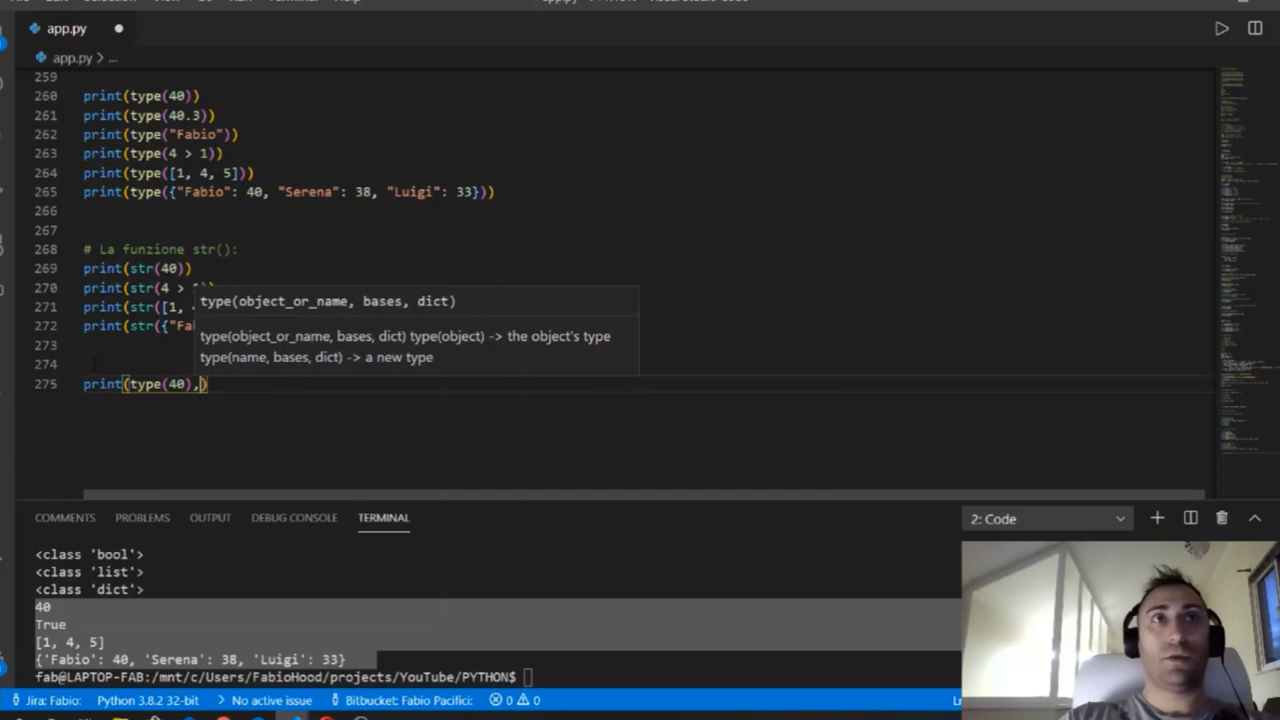 app.py
app.py > ...
259
260 print(type(40))
261 print(type(40.3))
262 print(type("Fabio"))
263 print(type(4 > 1))
264 print(type([1, 4, 5]))
265 print(type({"Fabio": 40, "Serena": 38, "Luigi": 33}))
266
267
268 # La funzione str():
269 print(str(40))
270 print(str(4 >
type(object_or_name, bases, dict)
271 print(str([1,
type(object_or_name, bases, dict) type(object) -> the object's type
272 print(str({"Fa
type(name, bases, dict) -> a new type
273
274
275 print(type(40),)
COMMENTS PROBLEMS OUTPUT DEBUG CONSOLE TERMINAL 2: Code
<class 'bool'>
<class 'list'>
<class 'dict'>
40
True
[1, 4, 5]
{'Fabio': 40, 'Serena': 38, 'Luigi': 33}
fab@LAPTOP-FAB:/mnt/c/Users/FabioHood/projects/YouTube/PYTHON$
Jira: Fabio: Python 3.8.2 32-bit > No active issue Bitbucket: Fabio Pacifici: 0 0